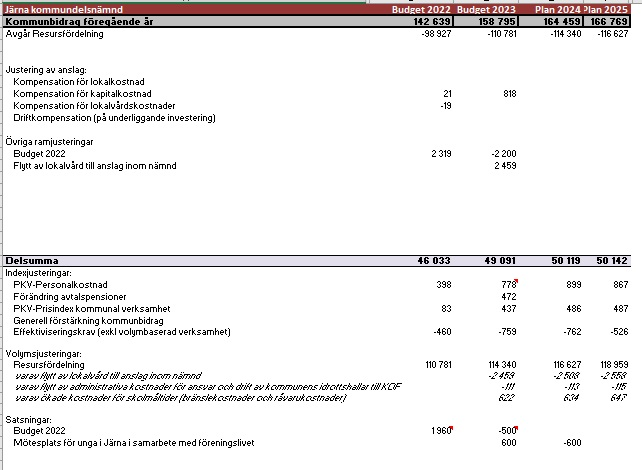 Järna kommundelsnämnd Budget 2022 Budget 2023 Plan 2024 Plan 2025
Kommunbidrag föregående år 142 639 158 795 164 459 166 769
Avgår Resursfördelning -98 927 -110 781 -114 340 -116 627
Justering av anslag:
Kompensation för lokalkostnad
Kompensation för kapitalkostnad 21 818
Kompensation för lokalvårdskostnader -19
Driftkompensation (på underliggande investering)
Övriga ramjusteringar
Budget 2022 2 319 -2 200
Flytt av lokalvård till anslag inom nämnd 2 459
Delsumma 46 033 49 091 50 119 50 142
Indexjusteringar:
PKV-Personalkostnad 398 778 899 867
Förändring avtalspensioner 472
PKV-Prisindex kommunal verksamhet 83 437 486 487
Generell förstärkning kommunbidrag
Effektiviseringskrav (exkl volymbaserad verksamhet) -460 -759 -762 -526
Volymsjusteringar:
Resursfördelning 110 781 114 340 116 627 118 959
varav flytt av lokalvård till anslag inom nämnd -2 459 -2 508 -2 558
varav flytt av administrativa kostnader för ansvar och drift av kommunens idrottshallar till KOF -111 -113 -115
varav ökade kostnader för skolmåltider (bränslekostnader och råvarukostnader) 622 634 647
Satsningar:
Budget 2022 1 960 -500
Mötesplats för unga i Järna i samarbete med föreningslivet 600 -600